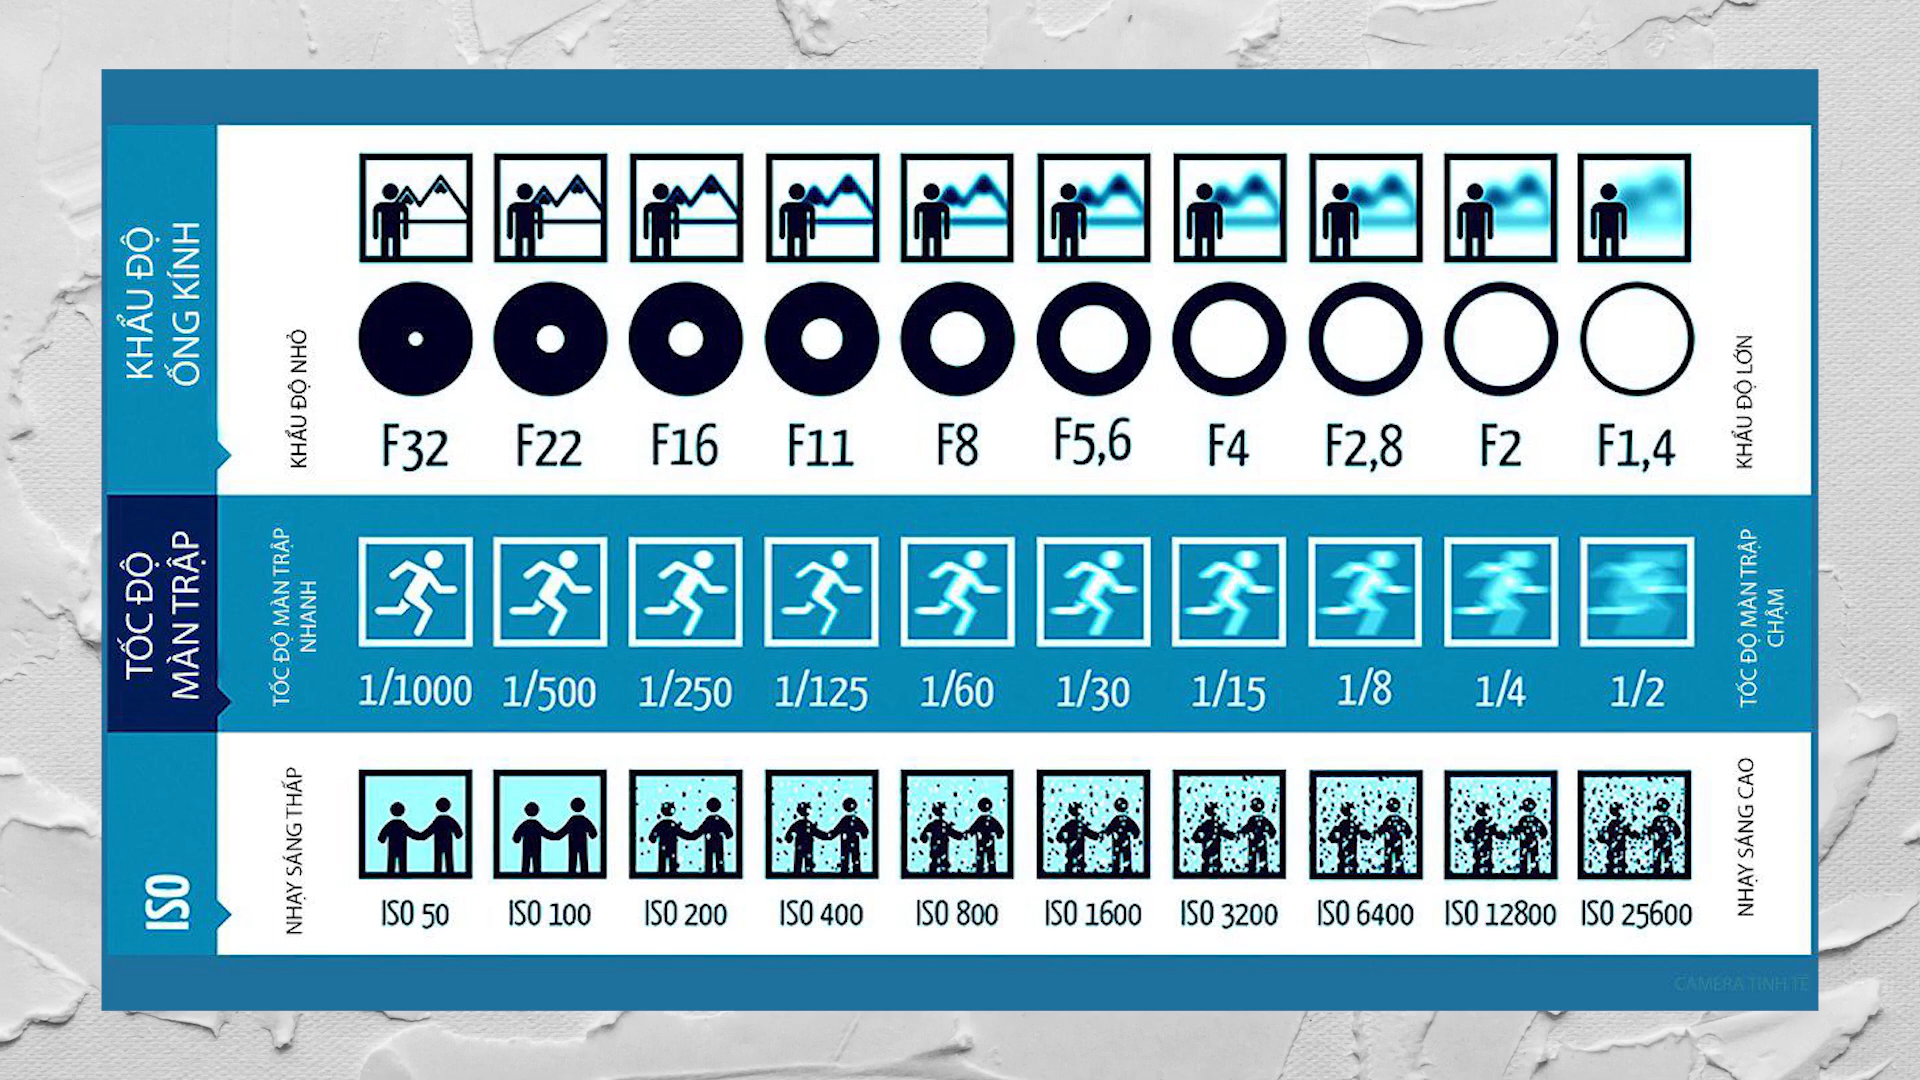 KHẨU ĐỘ
ỐNG KÍNH
KHẨU ĐỘ NHỎ
F32 F22 F16 F11 F8 F5,6 F4 F2,8 F2 F1,4
KHẨU ĐỘ LỚN
TỐC ĐỘ
MÀN TRẬP
TỐC ĐỘ MÀN TRẬP
NHANH
1/1000 1/500 1/250 1/125 1/60 1/30 1/15 1/8 1/4 1/2
TỐC ĐỘ MÀN TRẬP
CHẬM
ISO
NHẠY SÁNG THẤP
ISO 50 ISO 100 ISO 200 ISO 400 ISO 800 ISO 1600 ISO 3200 ISO 6400 ISO 12800 ISO 25600
NHẠY SÁNG CAO
CAMERA TINH TẾ